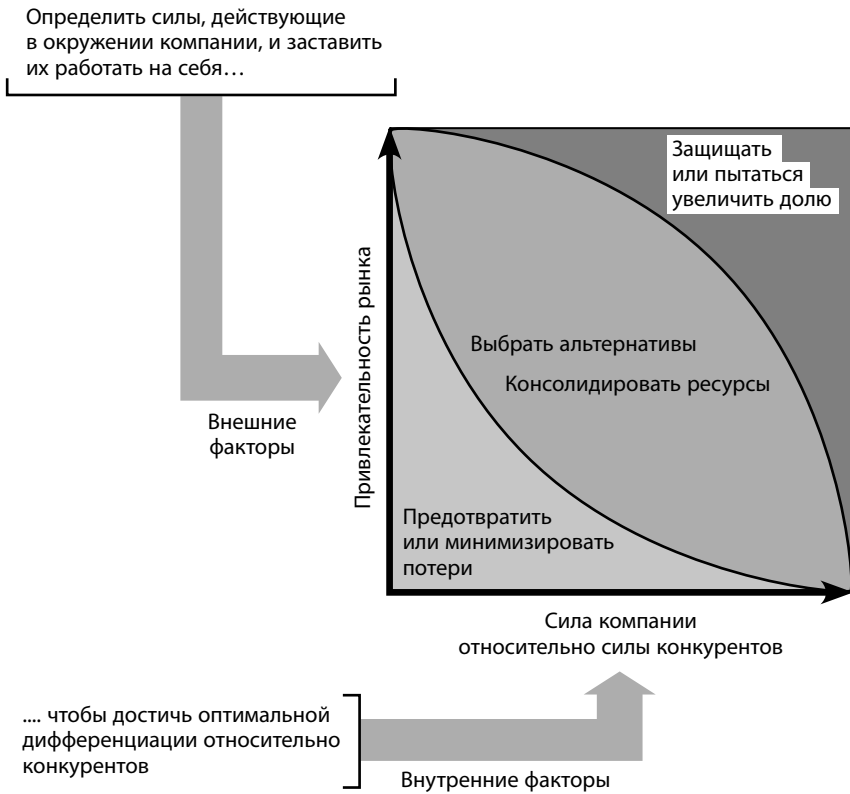 Определить силы, действующие
в окружении компании, и заставить
их работать на себя…
Защищать
или пытаться
увеличить долю
Привлекательность рынка
Выбрать альтернативы
Консолидировать ресурсы
Внешние
факторы
Предотвратить
или минимизировать
потери
Сила компании
относительно силы конкурентов
.... чтобы достичь оптимальной
дифференциации относительно
конкурентов
Внутренние факторы